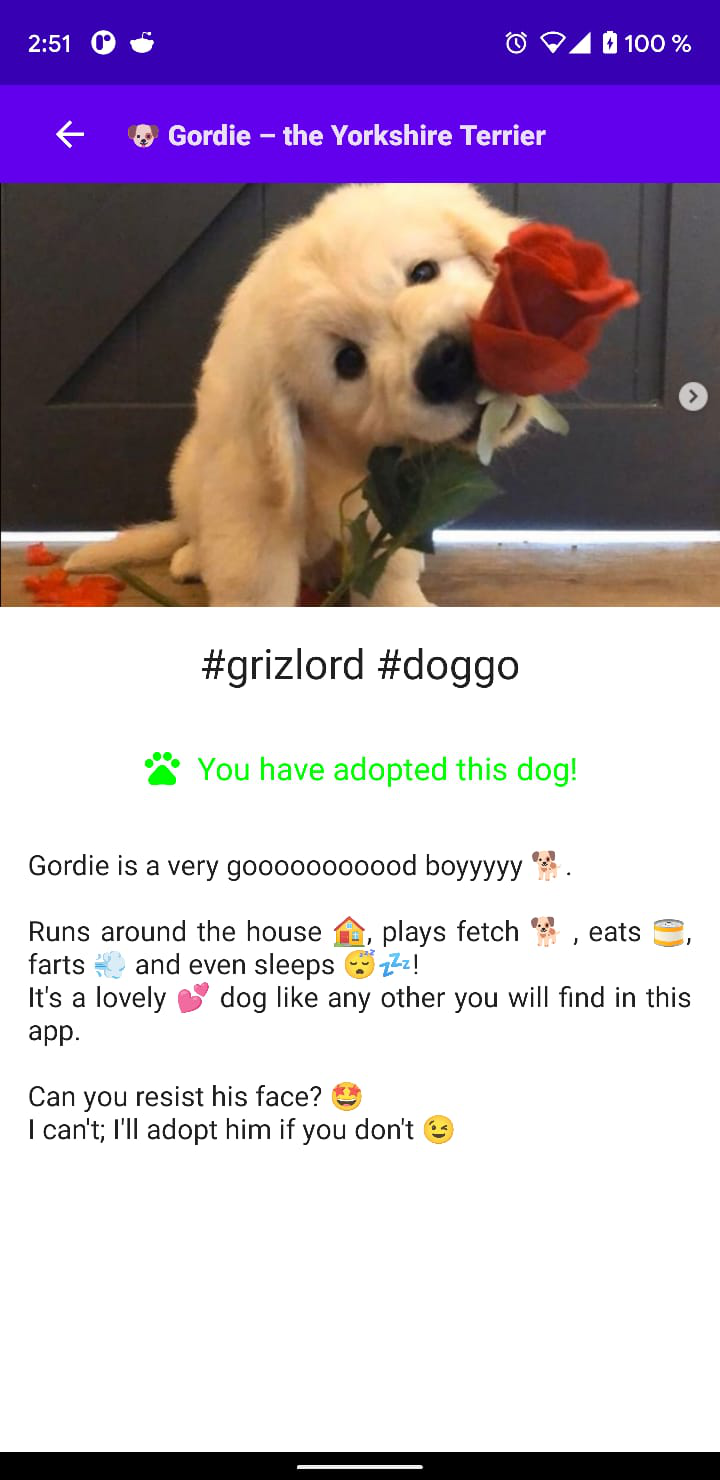 2:51 100 %
🐶 Gordie – the Yorkshire Terrier
#grizlord #doggo
You have adopted this dog!
Gordie is a very gooooooooood boyyyyy 🐕.
Runs around the house 🏠, plays fetch 🐕 , eats 🥫,
farts 💨 and even sleeps 😴💤!
It's a lovely 💕 dog like any other you will find in this
app.
Can you resist his face? 🤩
I can't; I'll adopt him if you don't 😉